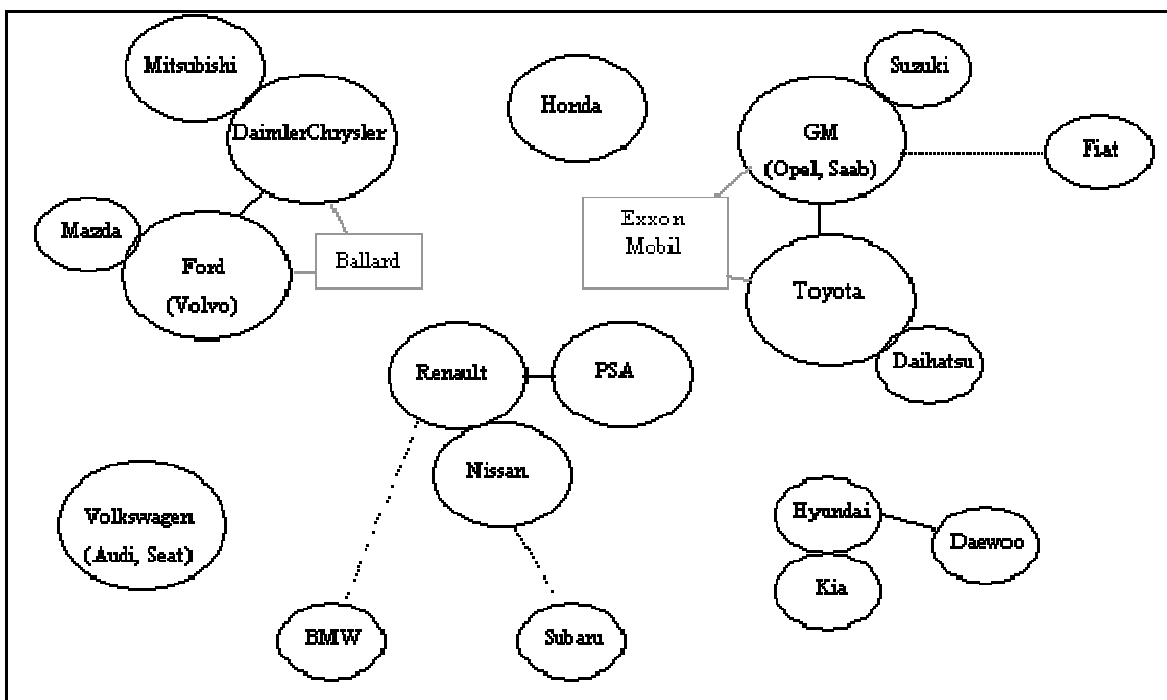 Mitsubishi
DaimlerChrysler
Honda
Suzuki
GM
(Opel, Saab)
Fiat
Mazda
Ford
(Volvo)
Ballard
Exxon
Mobil
Toyota
Daihatsu
Renault
PSA
Nissan
Volkswagen
(Audi, Seat)
Hyundai
Daewoo
Kia
BMW
Subaru